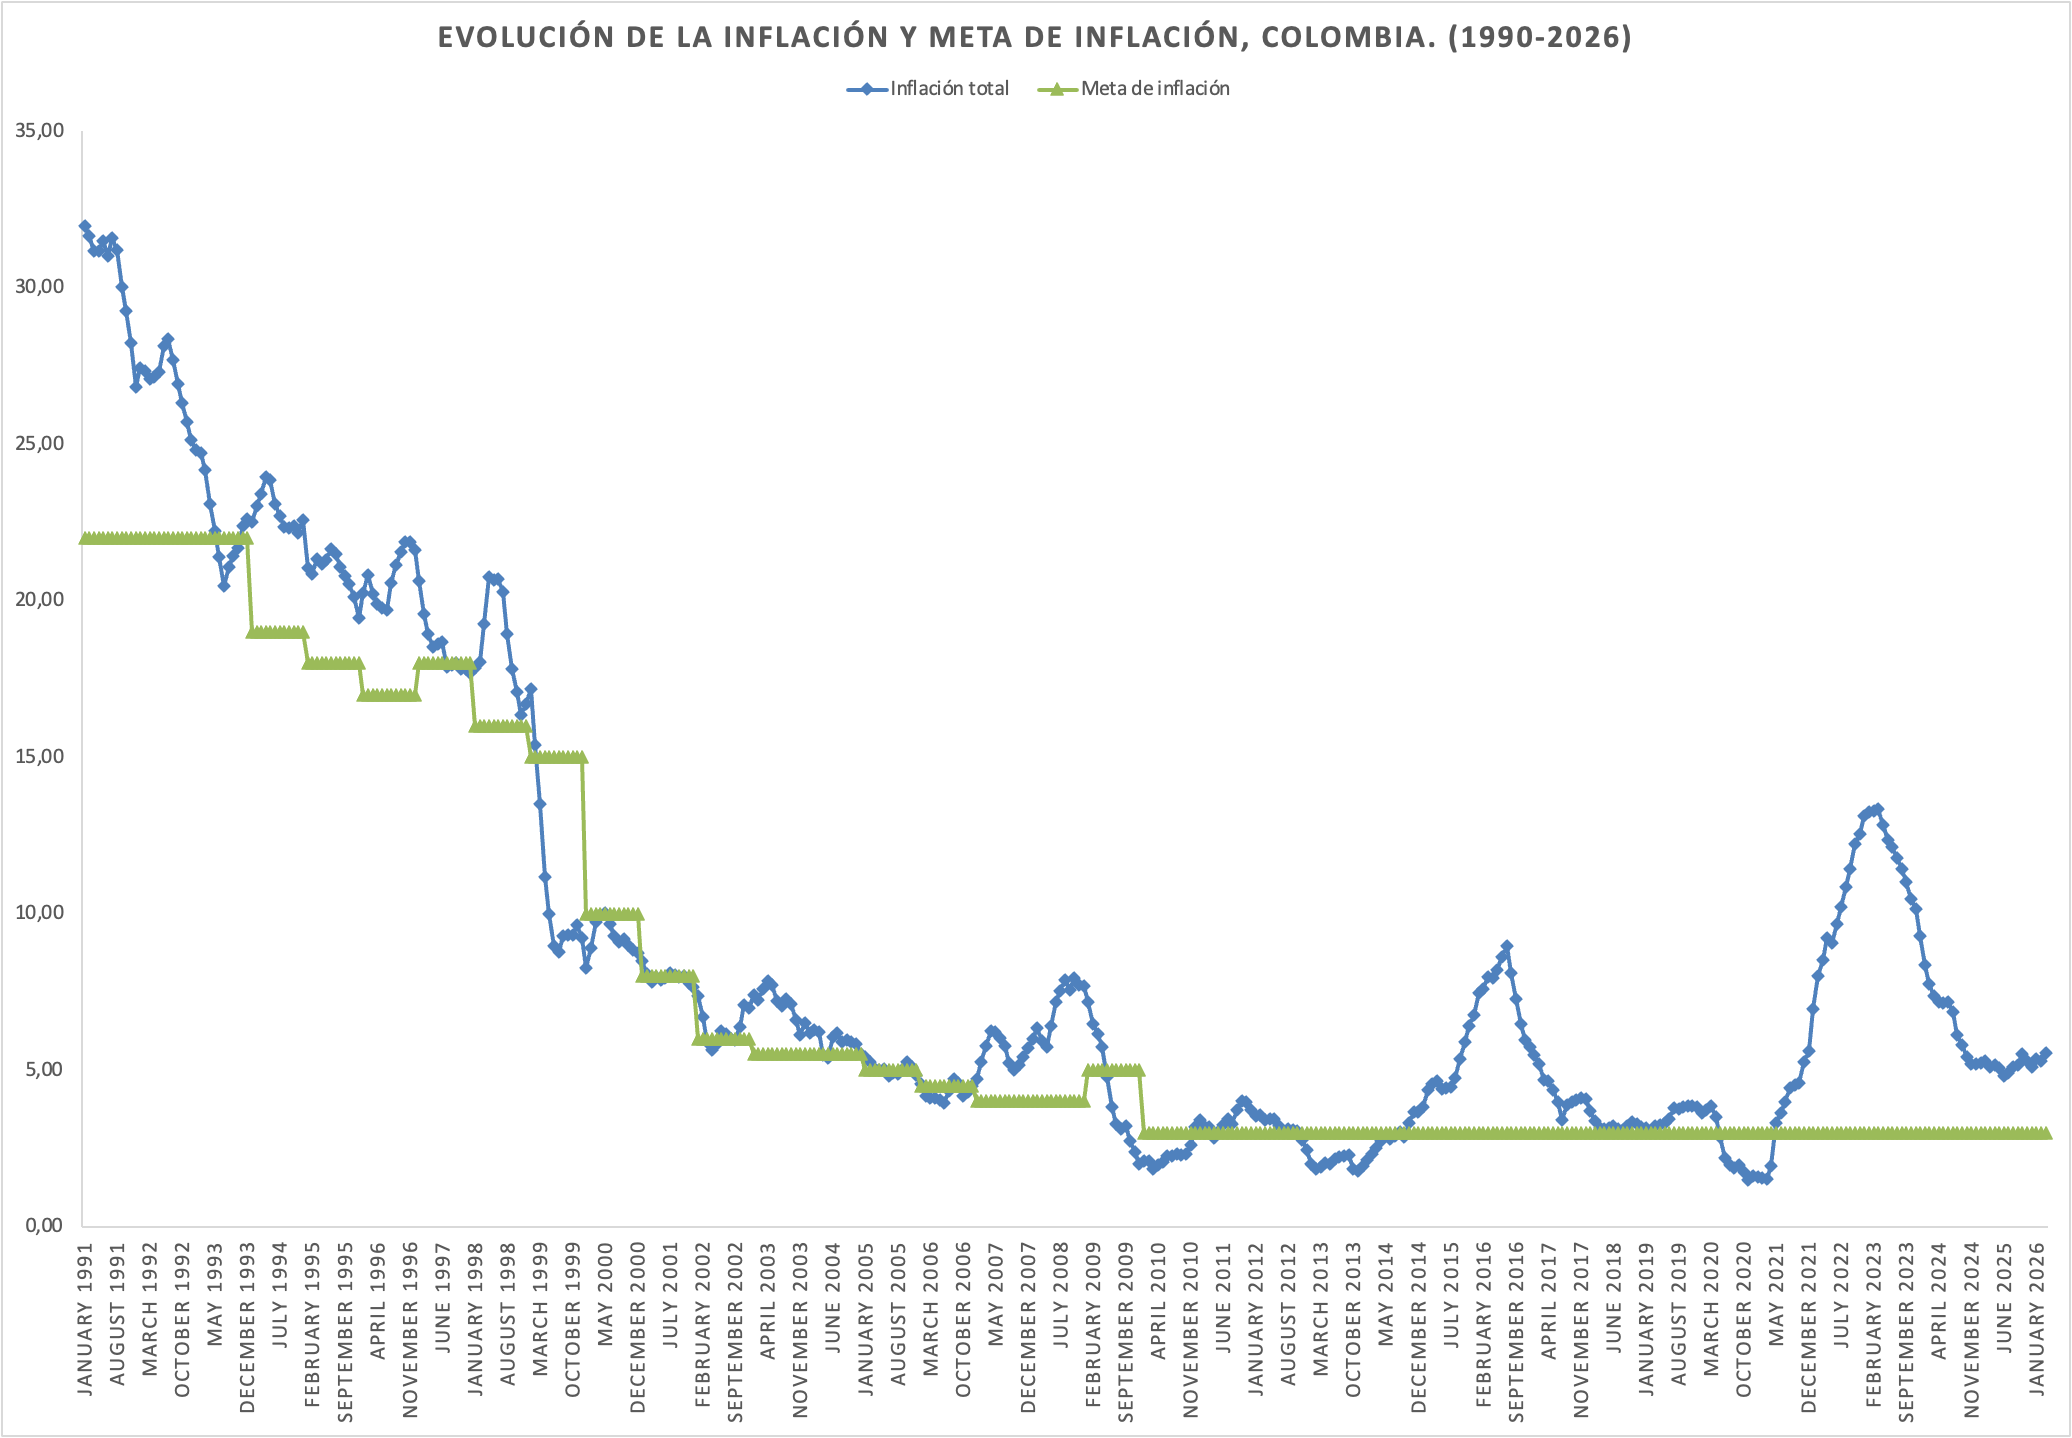 EVOLUCIÓN DE LA INFLACIÓN Y META DE INFLACIÓN, COLOMBIA. (1990-2026)
Inflación total
Meta de inflación
35,00
30,00
25,00
20,00
15,00
10,00
5,00
0,00
JANUARY 1991
AUGUST 1991
MARCH 1992
OCTOBER 1992
MAY 1993
DECEMBER 1993
JULY 1994
FEBRUARY 1995
SEPTEMBER 1995
APRIL 1996
NOVEMBER 1996
JUNE 1997
JANUARY 1998
AUGUST 1998
MARCH 1999
OCTOBER 1999
MAY 2000
DECEMBER 2000
JULY 2001
FEBRUARY 2002
SEPTEMBER 2002
APRIL 2003
NOVEMBER 2003
JUNE 2004
JANUARY 2005
AUGUST 2005
MARCH 2006
OCTOBER 2006
MAY 2007
DECEMBER 2007
JULY 2008
FEBRUARY 2009
SEPTEMBER 2009
APRIL 2010
NOVEMBER 2010
JUNE 2011
JANUARY 2012
AUGUST 2012
MARCH 2013
OCTOBER 2013
MAY 2014
DECEMBER 2014
JULY 2015
FEBRUARY 2016
SEPTEMBER 2016
APRIL 2017
NOVEMBER 2017
JUNE 2018
JANUARY 2019
AUGUST 2019
MARCH 2020
OCTOBER 2020
MAY 2021
DECEMBER 2021
JULY 2022
FEBRUARY 2023
SEPTEMBER 2023
APRIL 2024
NOVEMBER 2024
JUNE 2025
JANUARY 2026